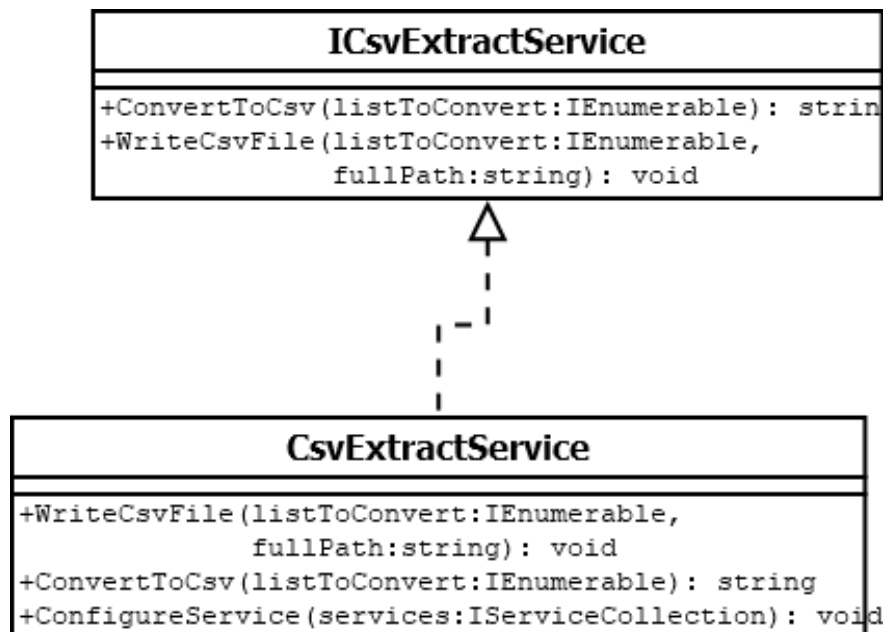 ICsvExtractService
+ConvertToCsv(listToConvert:IEnumerable): strin
+WriteCsvFile(listToConvert:IEnumerable,
fullPath:string): void
CsvExtractService
+WriteCsvFile(listToConvert:IEnumerable,
fullPath:string): void
+ConvertToCsv(listToConvert:IEnumerable): string
+ConfigureService(services:IServiceCollection): void